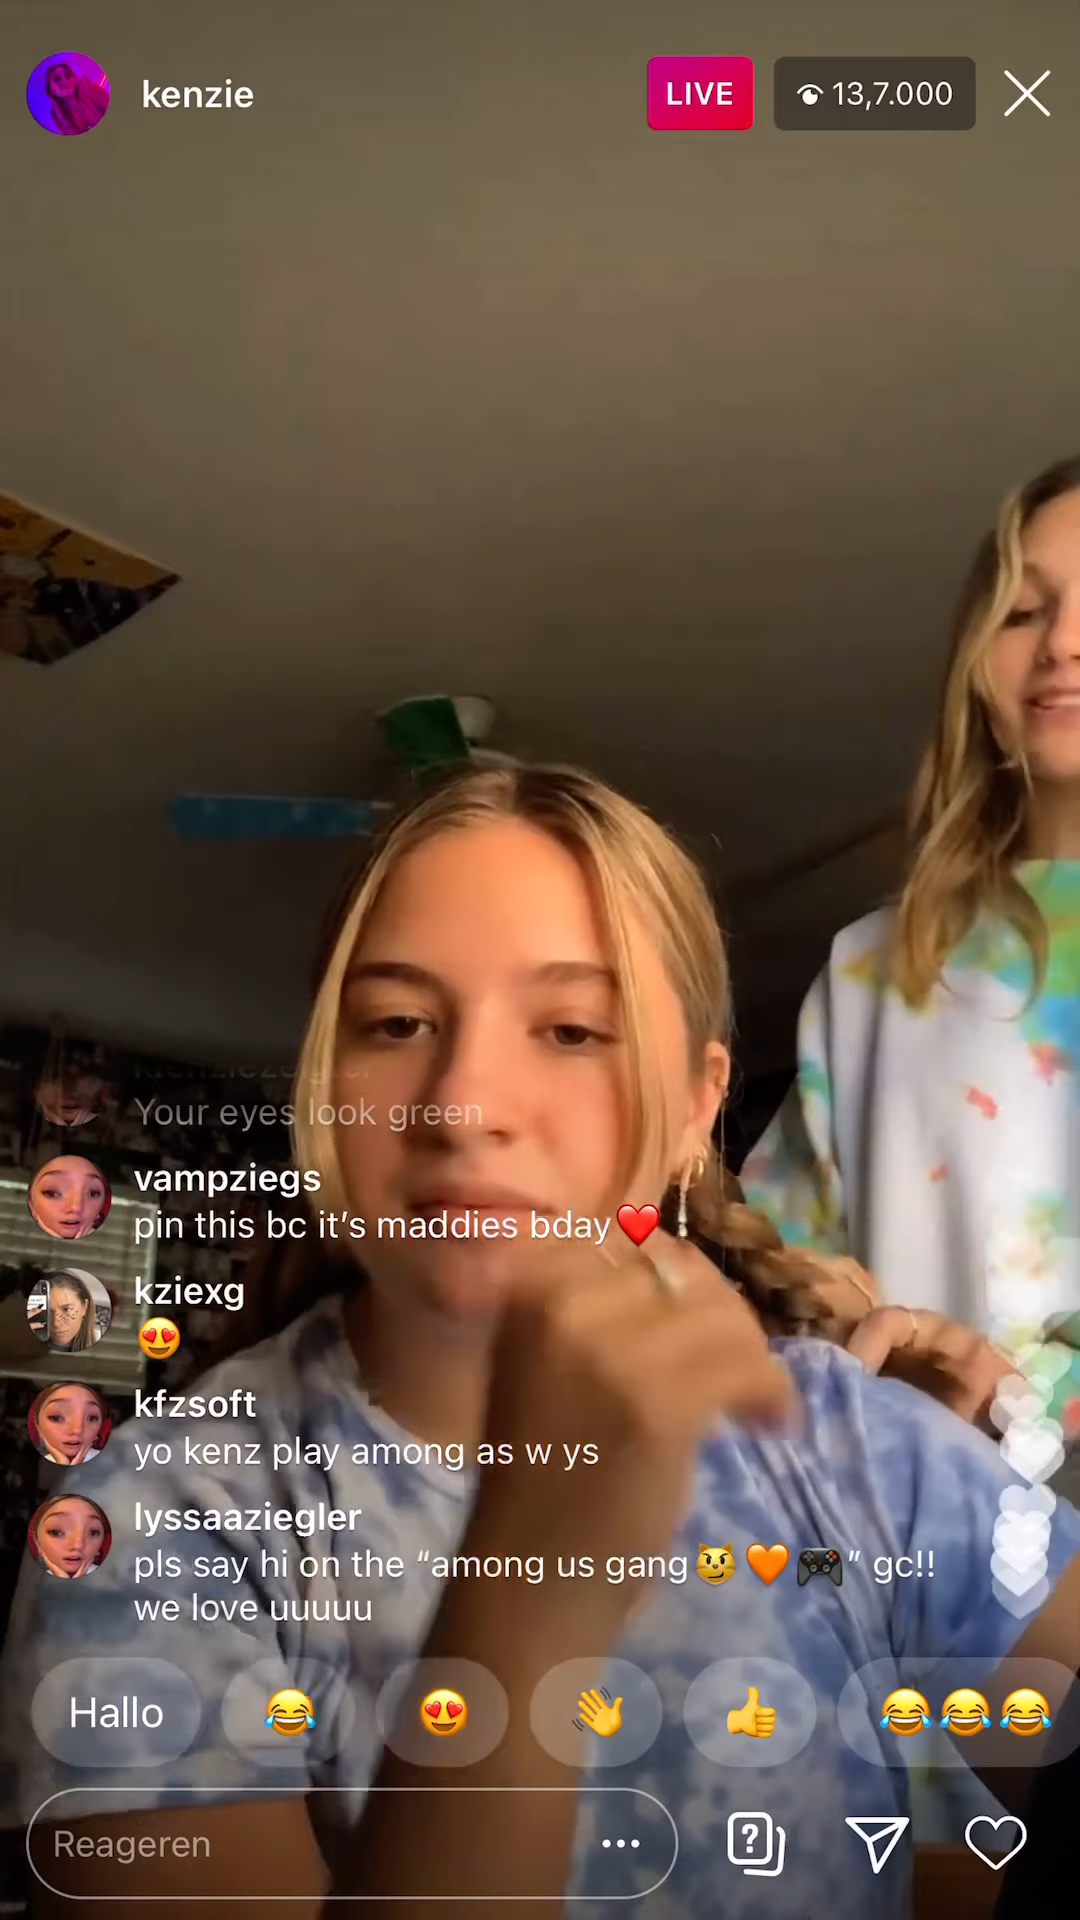 kenzie
LIVE
13,7.000
Your eyes look green
vampziegs
pin this bc it’s maddies bday❤️
kziexg
😍
kfzsoft
yo kenz play among as w ys
lyssaaziegler
pls say hi on the “among us gang😼🧡🎮” gc!!
we love uuuuu
Hallo 😂 😍 👋 👍 😂😂😂
Reageren